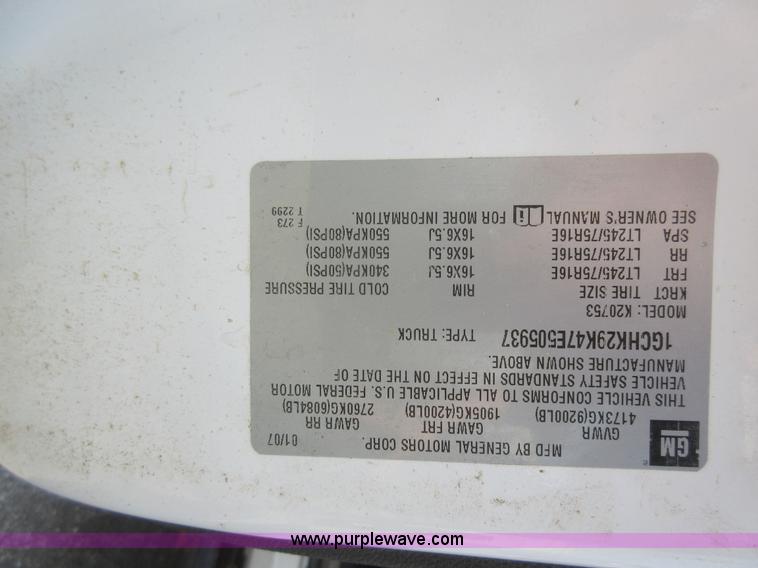 GM
MFD BY GENERAL MOTORS CORP. 01/07
GVWR GAWR FRT GAWR RR
4173KG(9200LB) 1905KG(4200LB) 2760KG(6084LB)
THIS VEHICLE CONFORMS TO ALL APPLICABLE U.S. FEDERAL MOTOR
VEHICLE SAFETY STANDARDS IN EFFECT ON THE DATE OF
MANUFACTURE SHOWN ABOVE.
1GCHK29K47E505937 TYPE: TRUCK
MODEL: K20753
KRCT TIRE SIZE RIM COLD TIRE PRESSURE
FRT LT245/75R16E 16X6.5J 340KPA(50PSI)
RR LT245/75R16E 16X6.5J 550KPA(80PSI)
SPA LT245/75R16E 16X6.5J 550KPA(80PSI)
SEE OWNER'S MANUAL i FOR MORE INFORMATION.
F 273
T 2299
www.purplewave.com